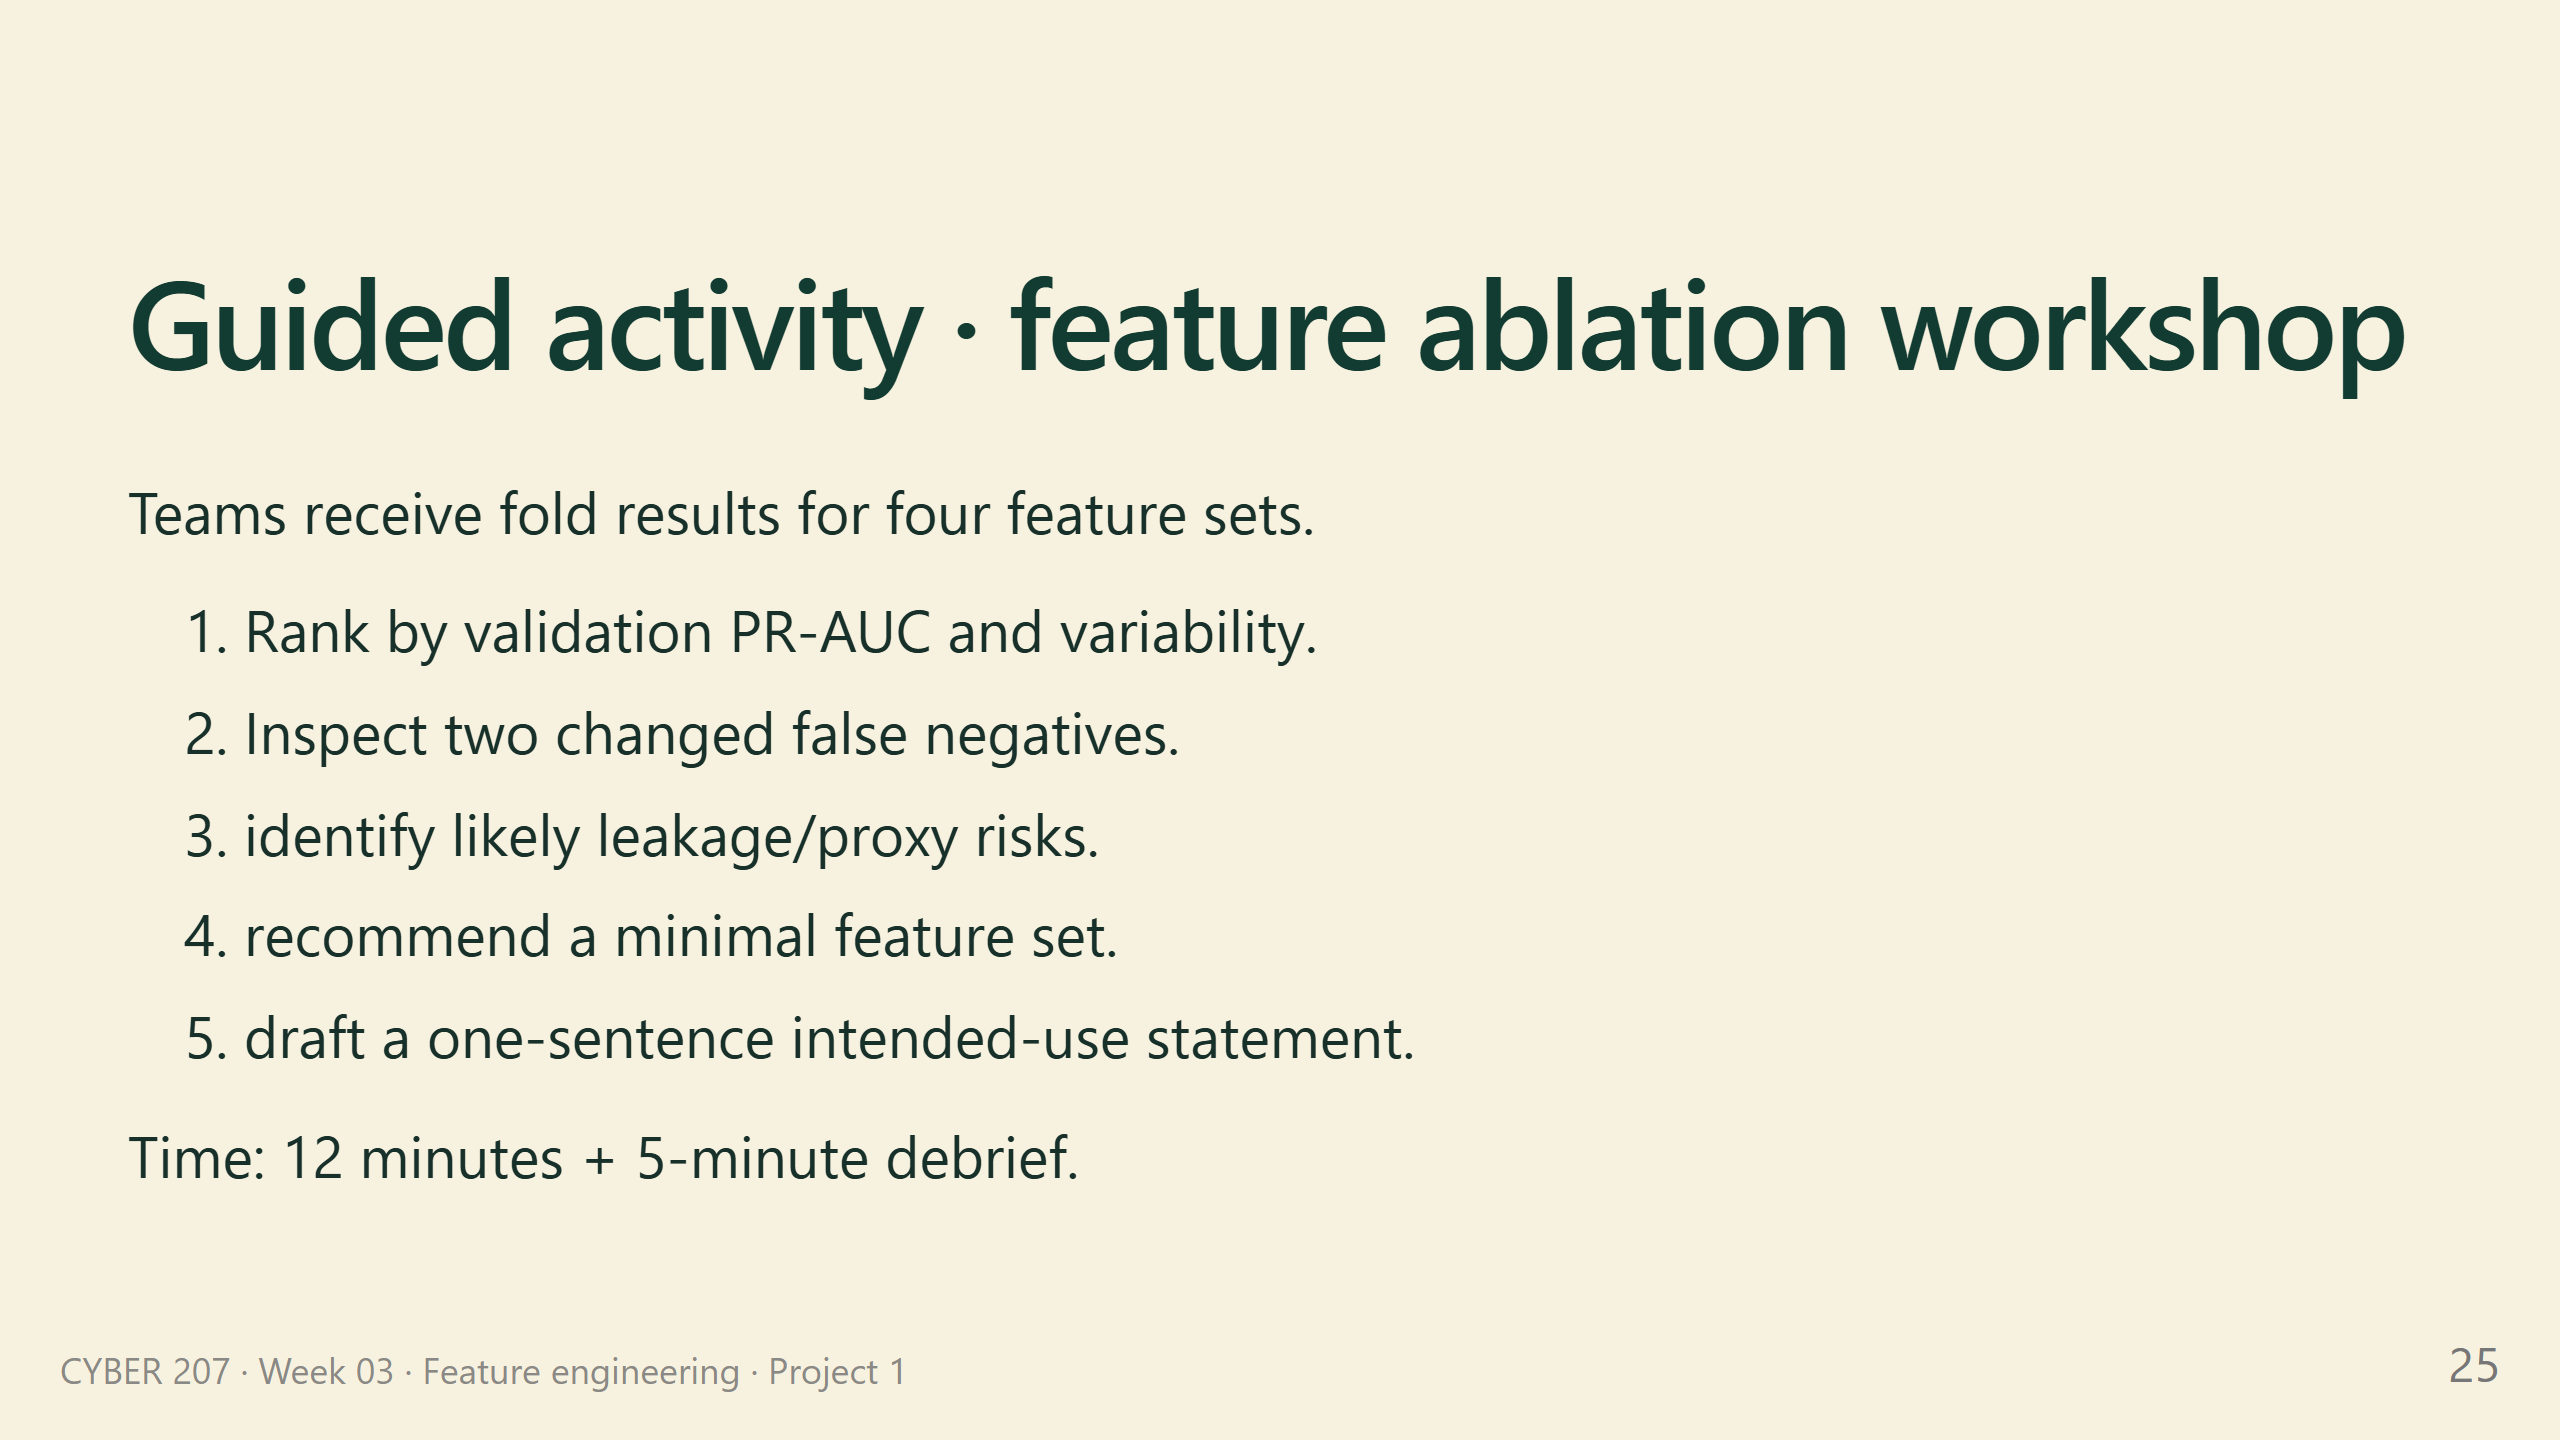 Guided activity · feature ablation workshop
Teams receive fold results for four feature sets.
1. Rank by validation PR-AUC and variability.
2. Inspect two changed false negatives.
3. identify likely leakage/proxy risks.
4. recommend a minimal feature set.
5. draft a one-sentence intended-use statement.
Time: 12 minutes + 5-minute debrief.
CYBER 207 · Week 03 · Feature engineering · Project 1
25